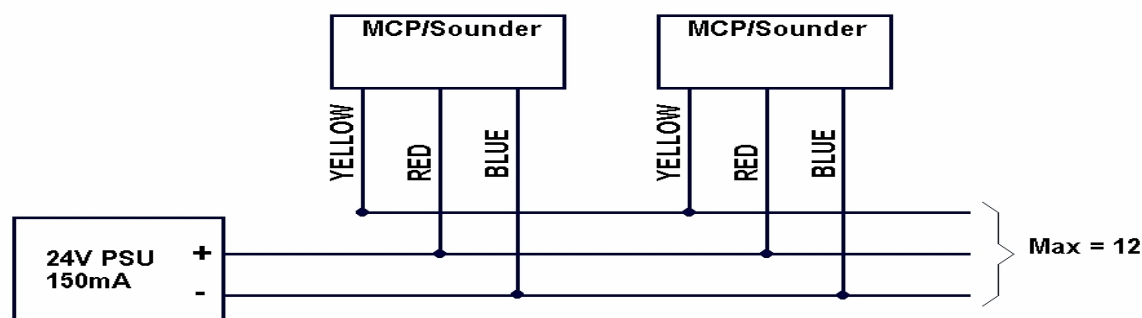 MCP/Sounder
MCP/Sounder
YELLOW
RED
BLUE
YELLOW
RED
BLUE
24V PSU +
150mA -
Max = 12